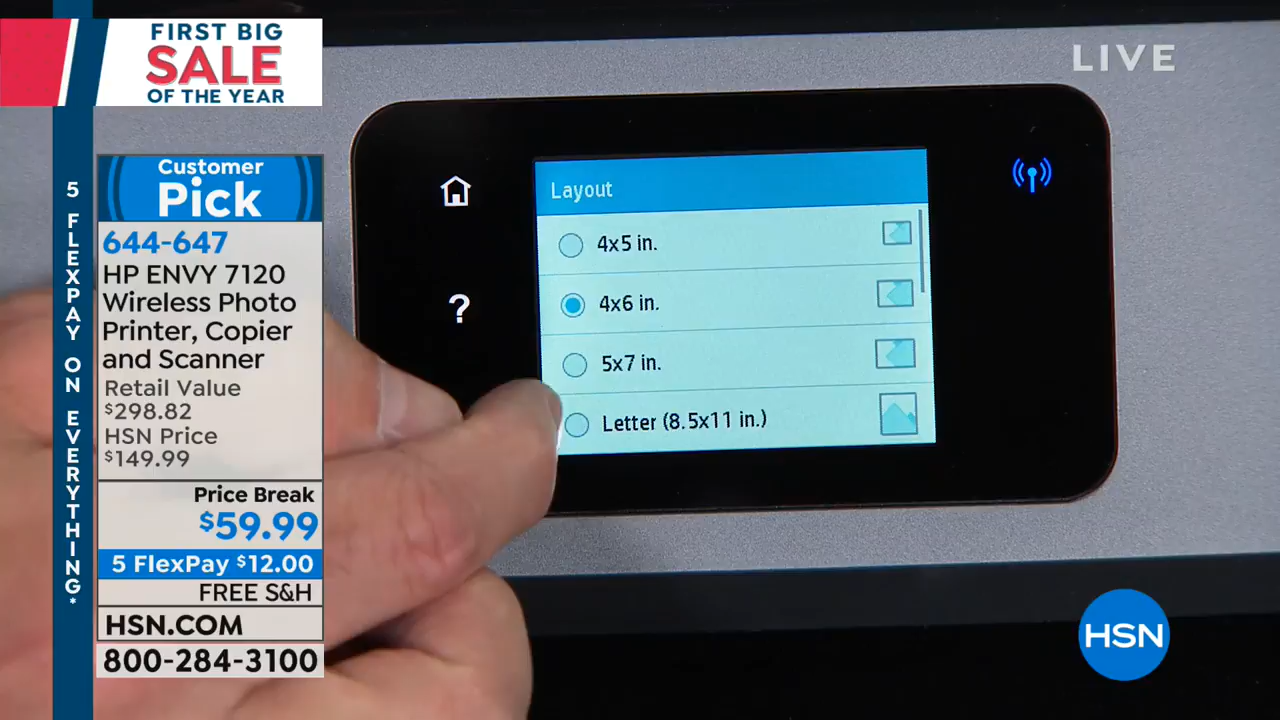 FIRST BIG
SALE
OF THE YEAR
LIVE
5 FLEXPAY ON EVERYTHING*
Customer
Pick
644-647
HP ENVY 7120
Wireless Photo
Printer, Copier
and Scanner
Retail Value
$298.82
HSN Price
$149.99
Price Break
$59.99
5 FlexPay $12.00
FREE S&H
HSN.COM
800-284-3100
Layout
4x5 in.
4x6 in.
?
5x7 in.
Letter (8.5x11 in.)
HSN